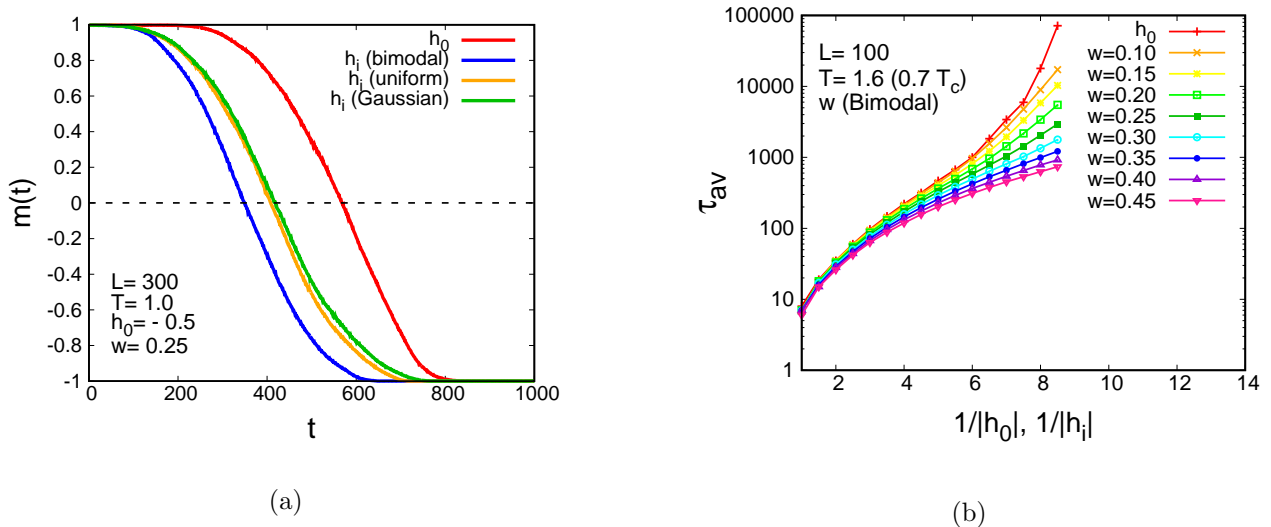 m(t)
1
0.8
0.6
0.4
0.2
0
-0.2
-0.4
-0.6
-0.8
-1
h0
hi (bimodal)
hi (uniform)
hi (Gaussian)
L= 300
T= 1.0
h0= - 0.5
w= 0.25
0 200 400 600 800 1000
t
(a)
τav
100000
10000
1000
100
10
1
L= 100
T= 1.6 (0.7 Tc)
w (Bimodal)
h0
w=0.10
w=0.15
w=0.20
w=0.25
w=0.30
w=0.35
w=0.40
w=0.45
2 4 6 8 10 12 14
1/|h0|, 1/|hi|
(b)